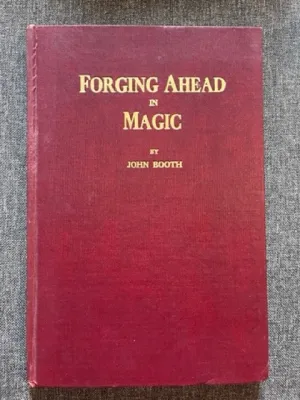 FORGING AHEAD
IN
MAGIC
BY
JOHN BOOTH